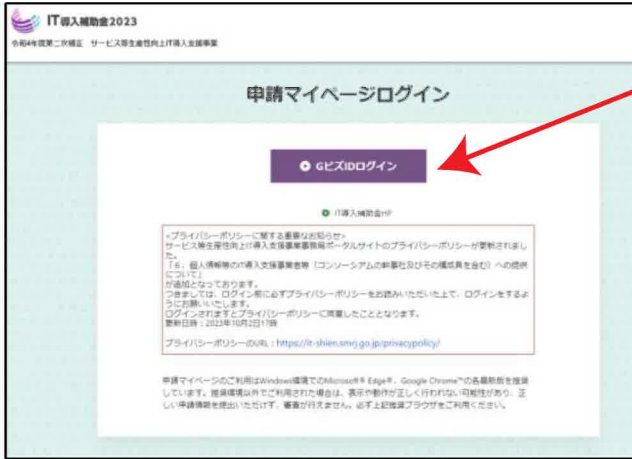 IT導入補助金2023
令和4年度第二次補正 サービス等生産性向上IT導入支援事業
申請マイページログイン
GビズIDログイン
IT導入補助金HP
<プライバシーポリシーに関する重要なお知らせ>
サービス等生産性向上IT導入支援事業事務局ポータルサイトのプライバシーポリシーが更新されまし
た。
「6．個人情報等のIT導入支援事業者等（コンソーシアムの幹事社及びその構成員を含む）への提供
について」
が追加となっております。
つきましては、ログイン前に必ずプライバシーポリシーをお読みいただいた上で、ログインをするよ
うにお願いいたします。
ログインされますとプライバシーポリシーに同意したこととなります。
更新日時：2023年10月2日17時
プライバシーポリシーのURL：https://it-shien.smrj.go.jp/privacypolicy/
申請マイページのご利用はWindows環境でのMicrosoft® Edge®、Google Chrome™の各最新版を推奨
しています。推奨環境以外でご利用された場合は、表示や動作が正しく行われない可能性があり、正
しい申請情報を提出いただけず、審査が行えません。必ず上記推奨ブラウザをご利用ください。